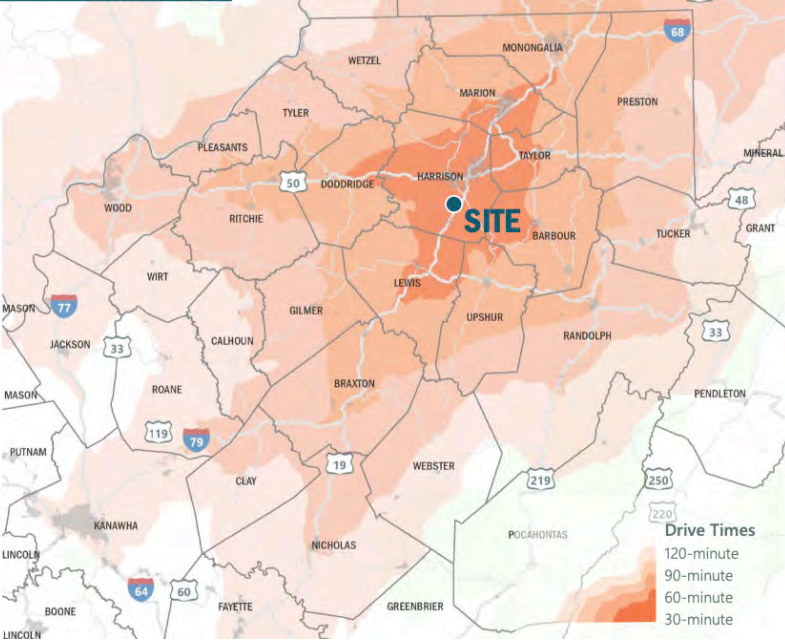 68
MONONGALIA
WETZEL
MARION
PRESTON
TYLER
PLEASANTS
TAYLOR
MINERAL
HARRISON
50
DODDRIDGE
48
WOOD
SITE
RITCHIE
GRANT
BARBOUR
TUCKER
WIRT
LEWIS
MASON
77
GILMER
UPSHUR
33
RANDOLPH
JACKSON
33
CALHOUN
BRAXTON
ROANE
MASON
PENDLETON
119
79
PUTNAM
19
WEBSTER
CLAY
219
250
220
KANAWHA
POCAHONTAS
Drive Times
NICHOLAS
120-minute
LINCOLN
90-minute
64
60
60-minute
BOONE
FAYETTE
GREENBRIER
30-minute
LINCOLN